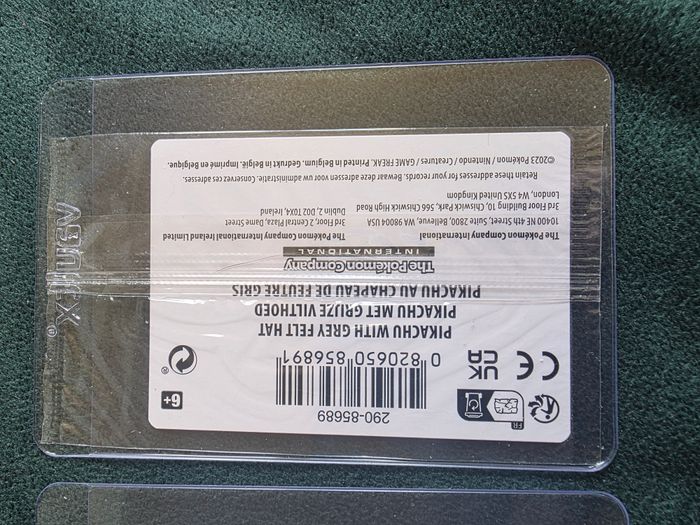 290-85689
6+
FR
0 820650 856891
UK
CA
CE
PIKACHU WITH GREY FELT HAT
PIKACHU MET GRIJZE VILTHOED
PIKACHU AU CHAPEAU DE FEUTRE GRIS
The Pokémon Company
INTERNATIONAL
The Pokémon Company International
10400 NE 4th Street, Suite 2800, Bellevue, WA 98004 USA
3rd Floor Building 10, Chiswick Park, 566 Chiswick High Road
London, W4 5XS United Kingdom
The Pokémon Company International Ireland Limited
3rd Floor, 2 Central Plaza, Dame Street
Dublin 2, D02 T0X4, Ireland
Retain these addresses for your records. Bewaar deze adressen voor uw administratie. Conservez ces adresses.
©2023 Pokémon / Nintendo / Creatures / GAME FREAK. Printed in Belgium. Gedrukt in België. Imprimé en Belgique.